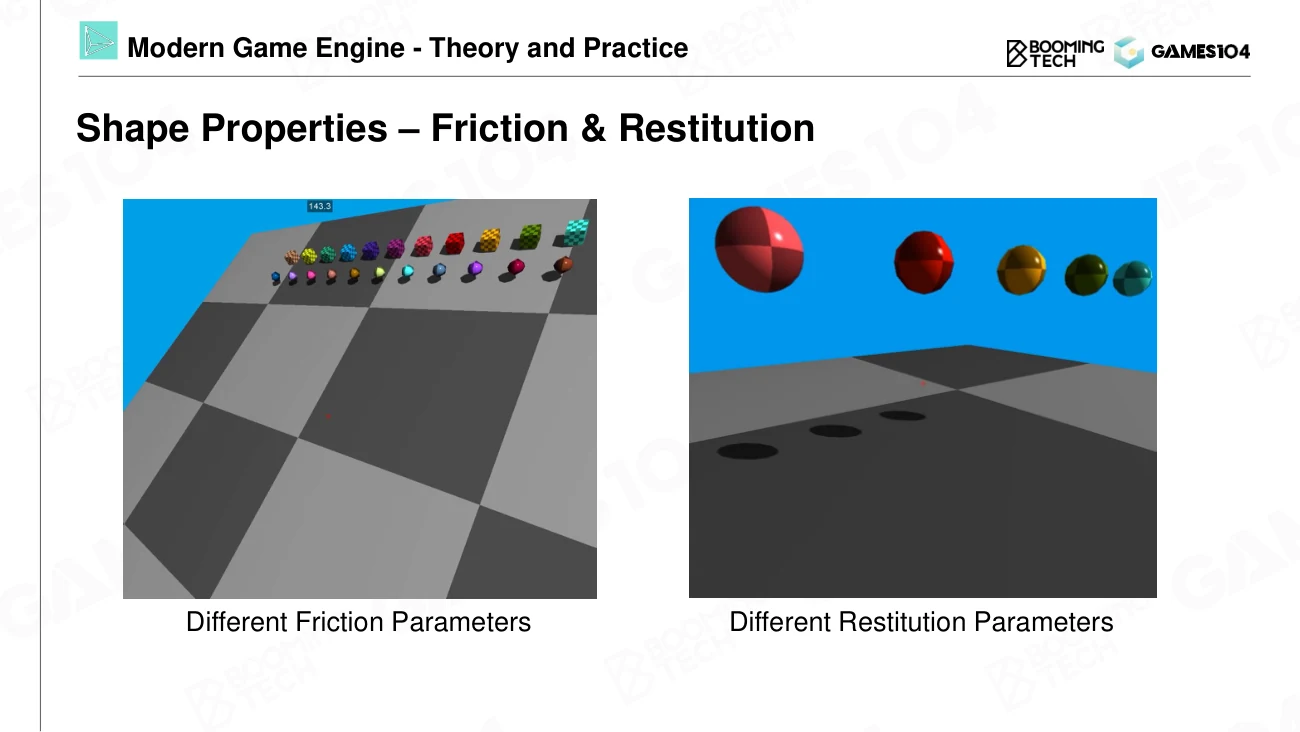 Modern Game Engine - Theory and Practice
BOOMING
TECH
GAMES104
Shape Properties – Friction & Restitution
143.3
Different Friction Parameters
Different Restitution Parameters